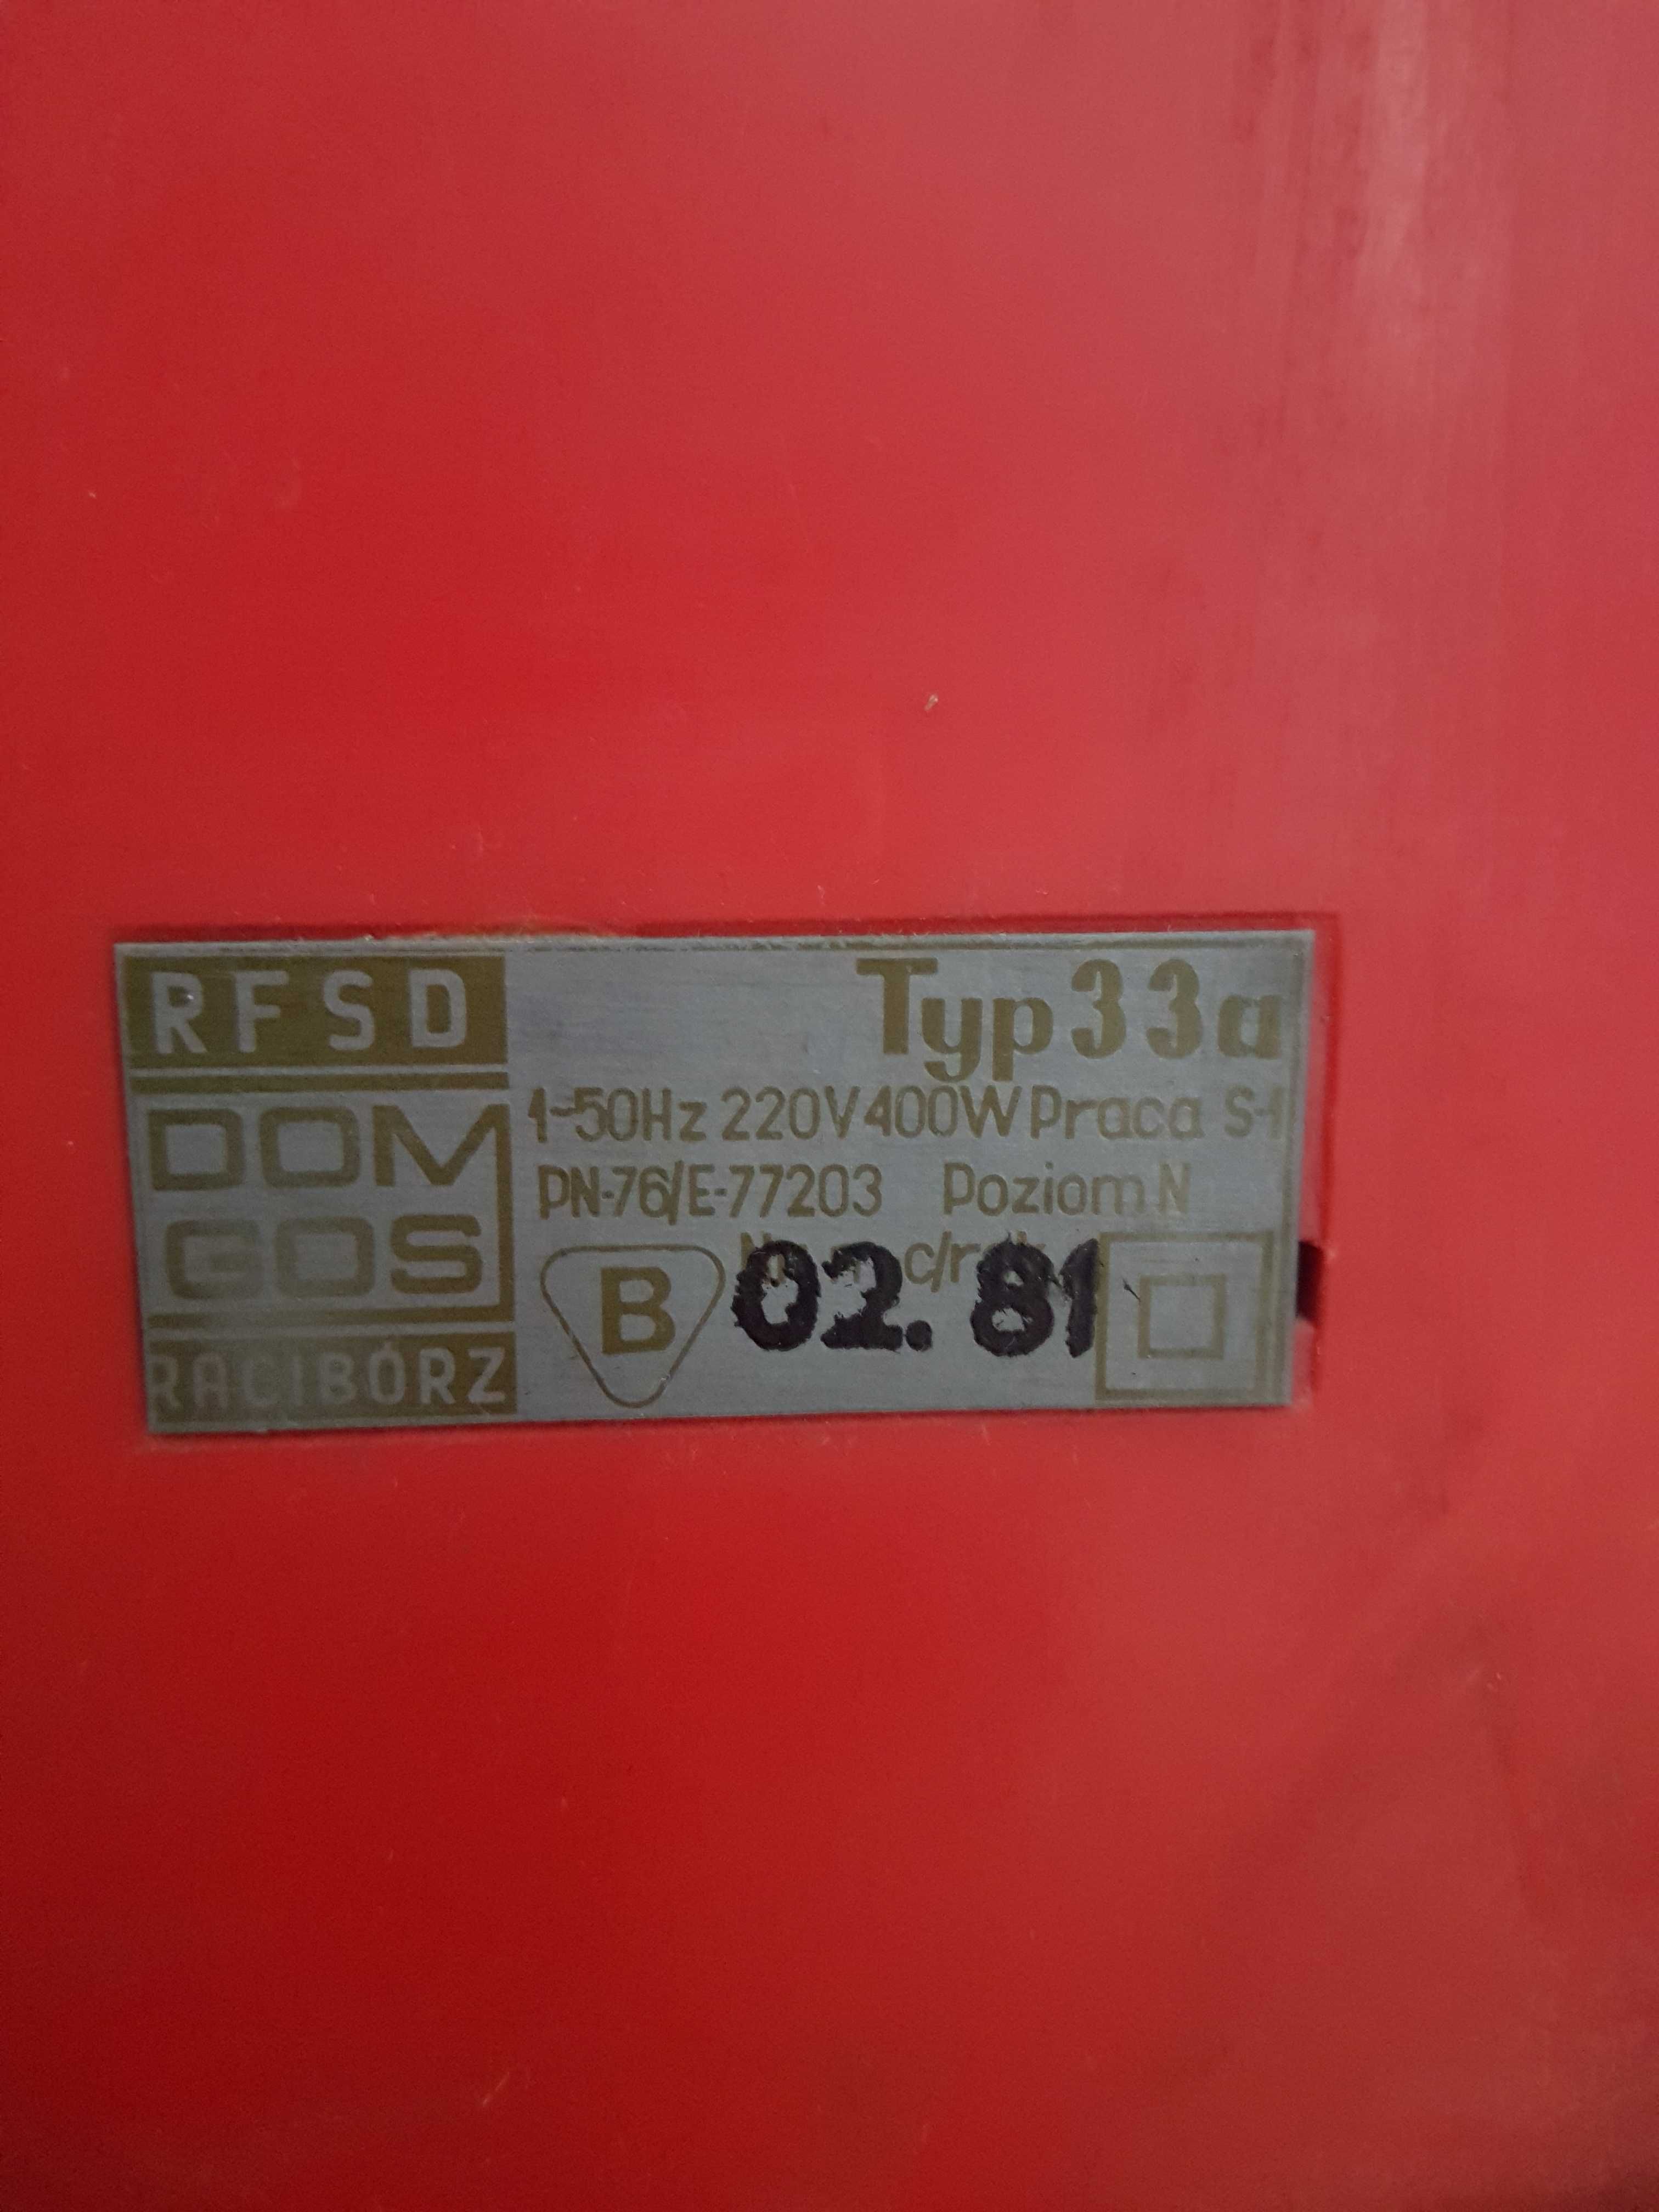 RFSD
DOM
GOS
RACIBÓRZ
Typ 33a
1~50Hz 220V 400W Praca S-1
PN-76/E-77203 Poziom N
B
02. 81